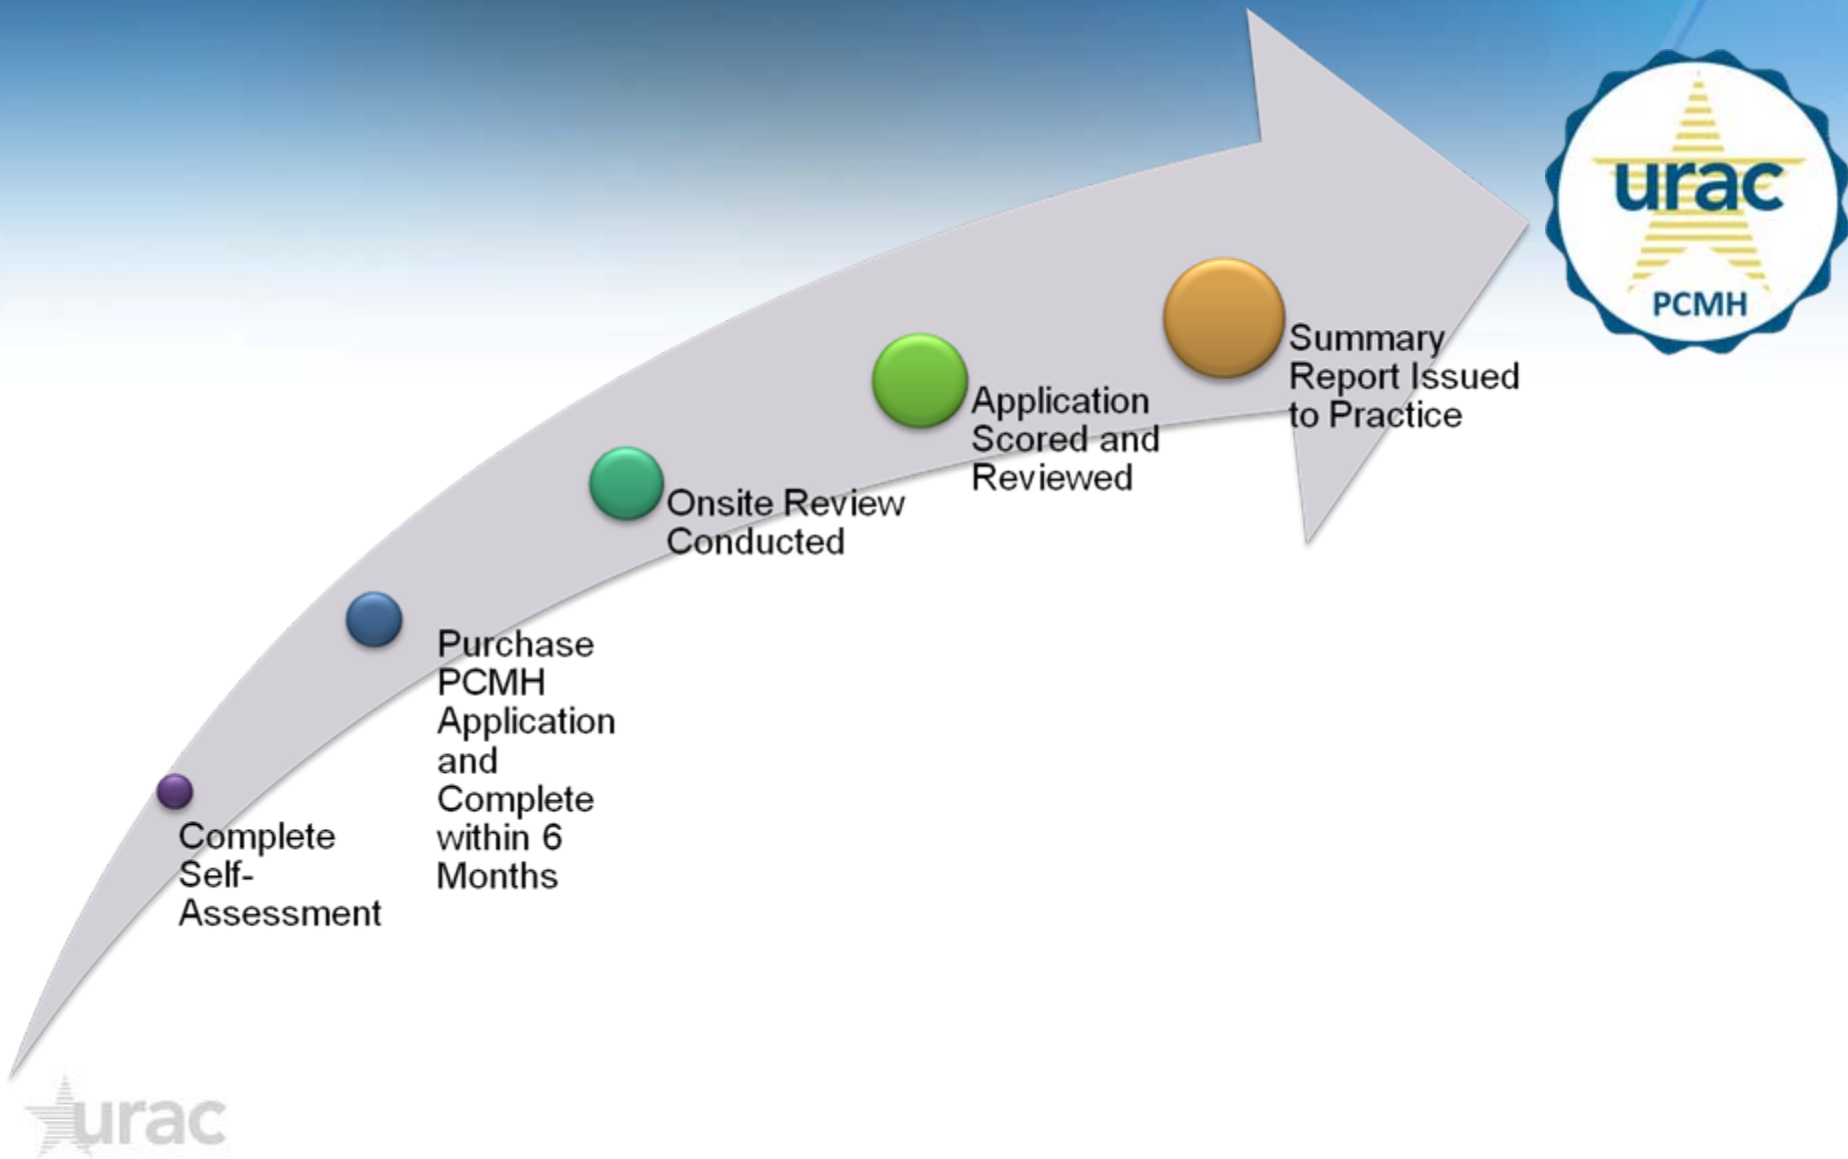 urac
PCMH
Summary
Report Issued
to Practice
Application
Scored and
Reviewed
Onsite Review
Conducted
Purchase
PCMH
Application
and
Complete
within 6
Months
Complete
Self-
Assessment
urac